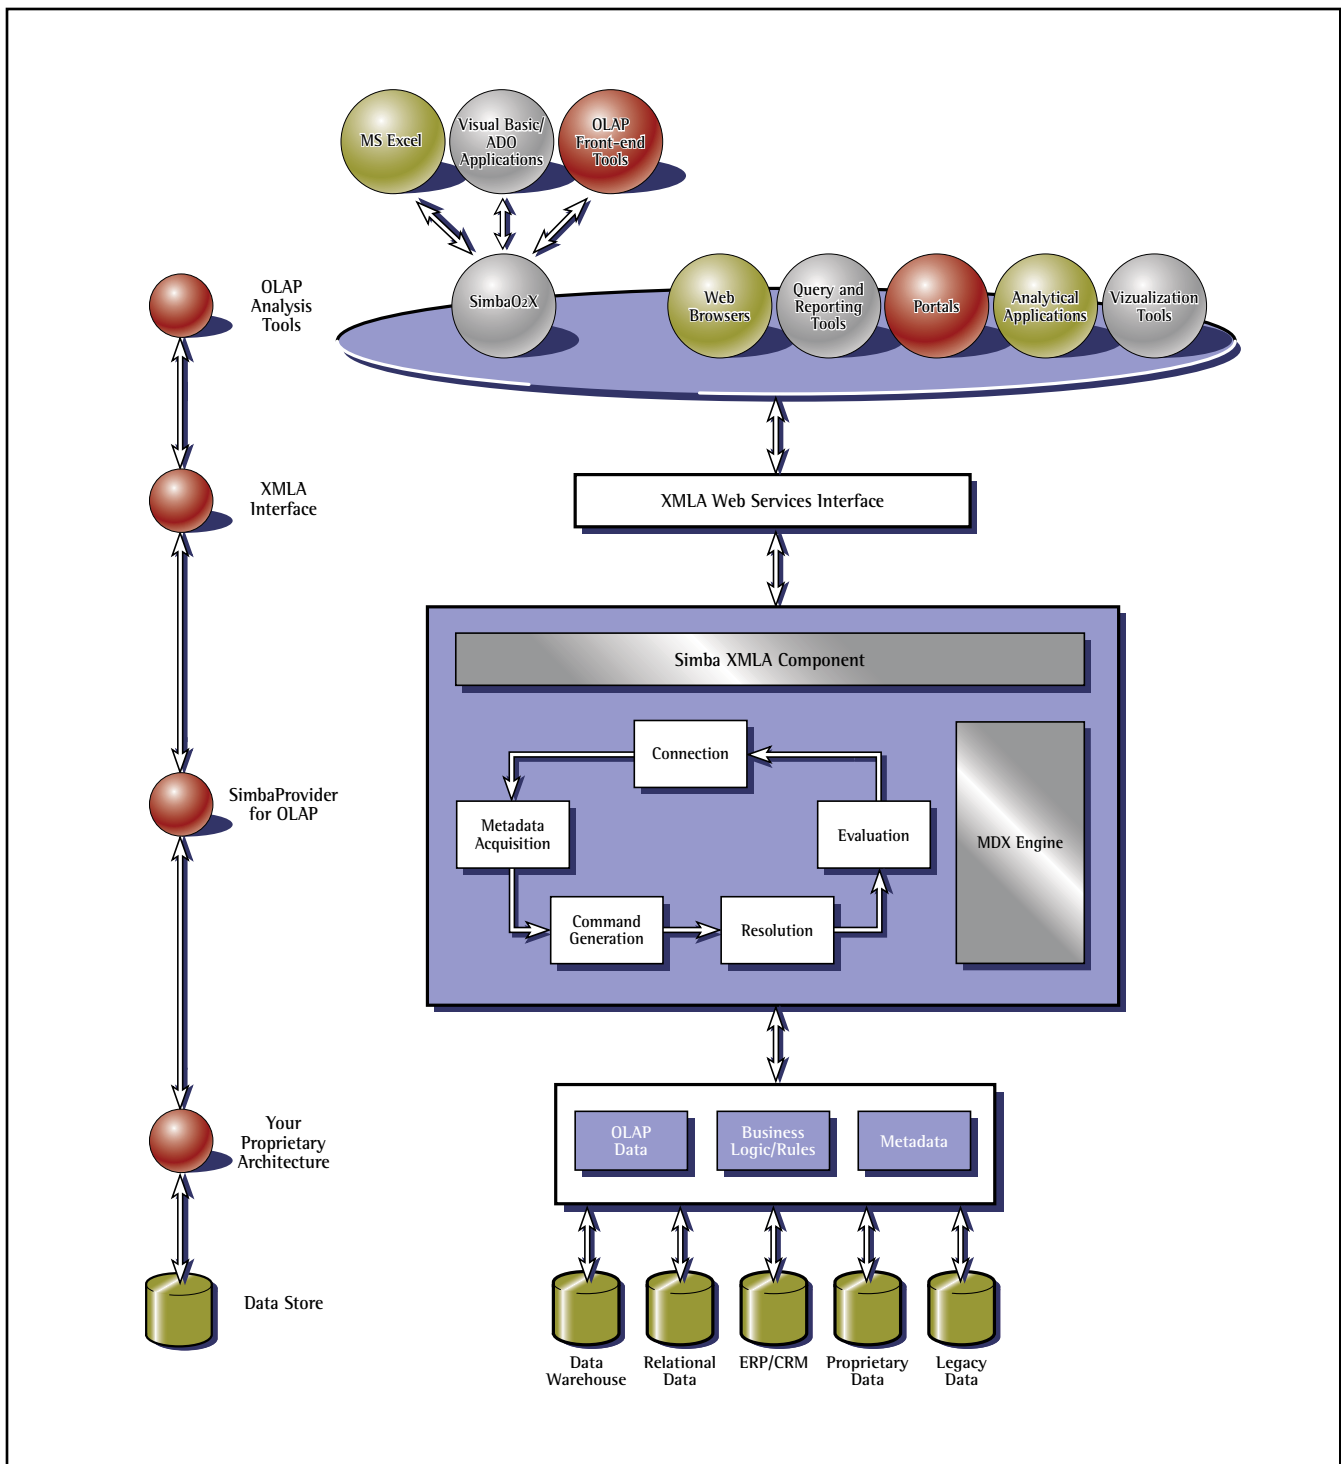 MS Excel
Visual Basic/
ADO
Applications
OLAP
Front-end
Tools
OLAP
Analysis
Tools
SimbaO2X
Web
Browsers
Query and
Reporting
Tools
Portals
Analytical
Applications
Vizualization
Tools
XMLA
Interface
XMLA Web Services Interface
Simba XMLA Component
Connection
SimbaProvider
for OLAP
Metadata
Acquisition
Evaluation
MDX Engine
Command
Generation
Resolution
Your
Proprietary
Architecture
OLAP
Data
Business
Logic/Rules
Metadata
Data Store
Data
Warehouse
Relational
Data
ERP/CRM
Proprietary
Data
Legacy
Data